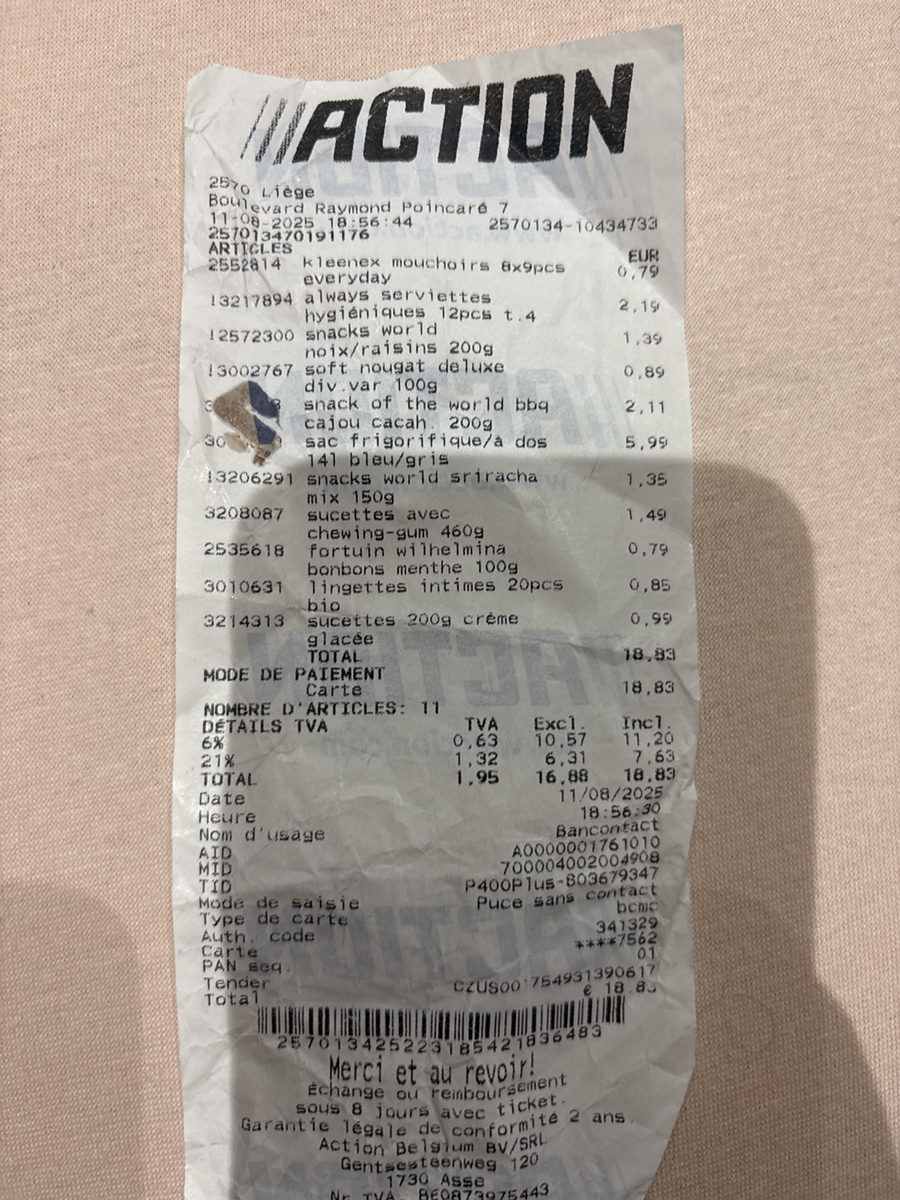 ACTION
2570 Liège
Boulevard Raymond Poincaré 7
11-08-2025 18:56:44 2570134-10434733
257013470191176
ARTICLES EUR
2552814 kleenex mouchoirs 8x9pcs 0,79
everyday
13217894 always serviettes 2,19
hygiéniques 12pcs t.4
12572300 snacks world 1,39
noix/raisins 200g
13002767 soft nougat deluxe 0,89
div.var 100g
snack of the world bbq 2,11
cajou cacah. 200g
sac frigorifique/à dos 5,99
14l bleu/gris
13206291 snacks world sriracha 1,35
mix 150g
3208087 sucettes avec 1,49
chewing-gum 460g
2535618 fortuin wilhelmina 0,79
bonbons menthe 100g
3010631 lingettes intimes 20pcs 0,85
bio
3214313 sucettes 200g crème 0,99
glacée
TOTAL 18,83
MODE DE PAIEMENT
Carte 18,83
NOMBRE D'ARTICLES: 11
DÉTAILS TVA TVA Excl. Incl.
6% 0,63 10,57 11,20
21% 1,32 6,31 7,63
TOTAL 1,95 16,88 18,83
Date 11/08/2025
Heure 18:56:30
Nom d'usage Bancontact
AID A0000001761010
MID 700004002004908
TID P400Plus-803679347
Mode de saisie Puce sans contact
Type de carte bcmc
Auth. code 341329
Carte ****7562
PAN seq. 01
Tender CZUS001754931390617
Total € 18.83
257013425223185421836483
Merci et au revoir!
Échange ou remboursement
sous 8 jours avec ticket.
Garantie légale de conformité 2 ans.
Action Belgium BV/SRL
Gentsesteenweg 120
1730 Asse
Nr TVA. BE0873975443